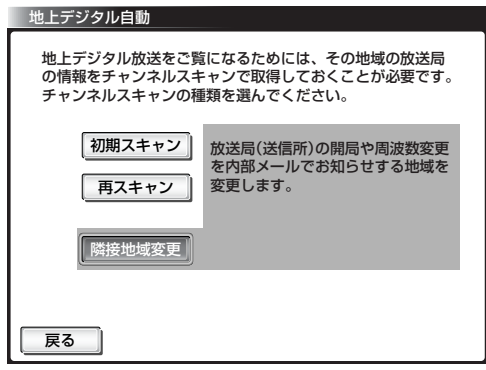 地上デジタル自動
地上デジタル放送をご覧になるためには、その地域の放送局
の情報をチャンネルスキャンで取得しておくことが必要です。
チャンネルスキャンの種類を選んでください。
初期スキャン
再スキャン
隣接地域変更
放送局(送信所)の開局や周波数変更
を内部メールでお知らせする地域を
変更します。
戻る